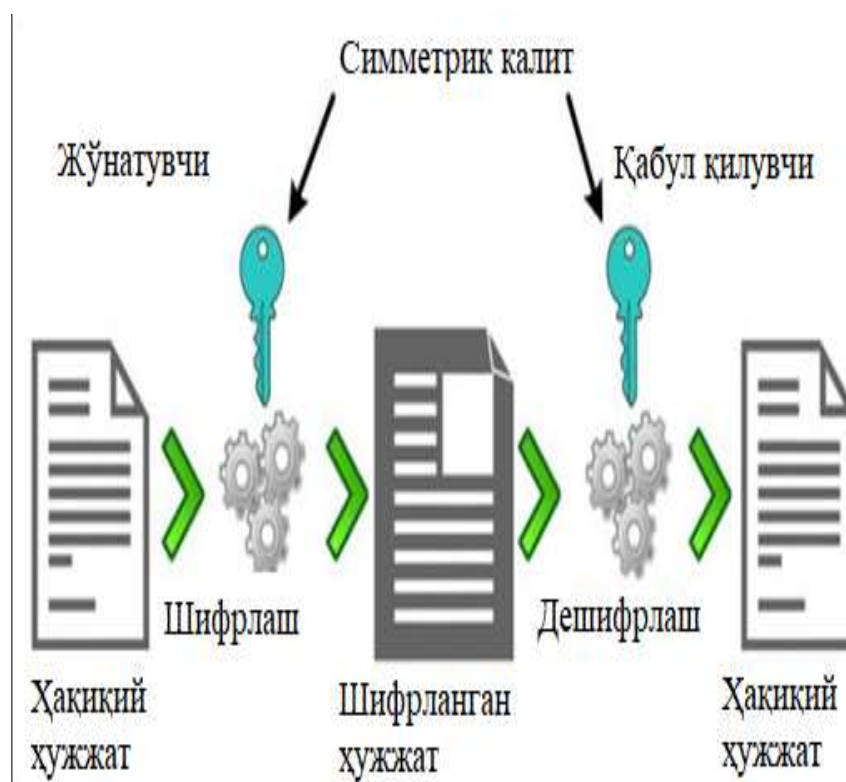 Симметрик калит
Жўнатувчи
Қабул қилувчи
Шифрлаш
Дешифрлаш
Ҳақиқий
ҳужжат
Шифрланган
ҳужжат
Ҳақиқий
ҳужжат